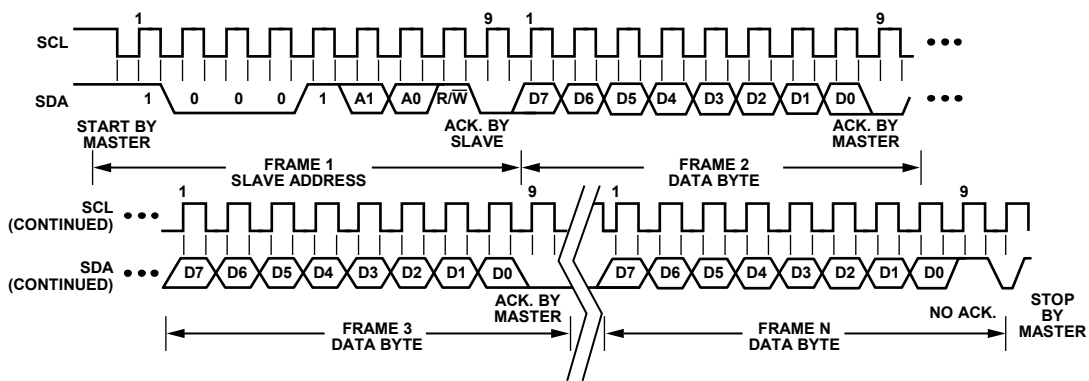 1 9 1 9
SCL
SDA 1 0 0 0 1 A1 A0 R/W̅ D7 D6 D5 D4 D3 D2 D1 D0
START BY MASTER
ACK. BY SLAVE
ACK. BY MASTER
FRAME 1
SLAVE ADDRESS
FRAME 2
DATA BYTE
1 9 1 9
SCL
(CONTINUED)
SDA
(CONTINUED)
D7 D6 D5 D4 D3 D2 D1 D0 D7 D6 D5 D4 D3 D2 D1 D0
ACK. BY
MASTER
NO ACK.
STOP
BY
MASTER
FRAME 3
DATA BYTE
FRAME N
DATA BYTE